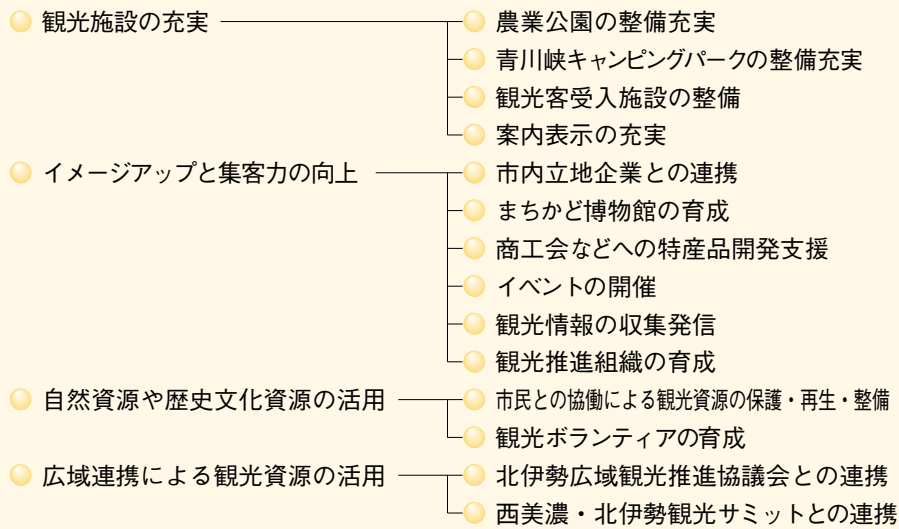 観光施設の充実
農業公園の整備充実
青川峡キャンピングパークの整備充実
観光客受入施設の整備
案内表示の充実
イメージアップと集客力の向上
市内立地企業との連携
まちかど博物館の育成
商工会などへの特産品開発支援
イベントの開催
観光情報の収集発信
観光推進組織の育成
自然資源や歴史文化資源の活用
市民との協働による観光資源の保護・再生・整備
観光ボランティアの育成
広域連携による観光資源の活用
北伊勢広域観光推進協議会との連携
西美濃・北伊勢観光サミットとの連携